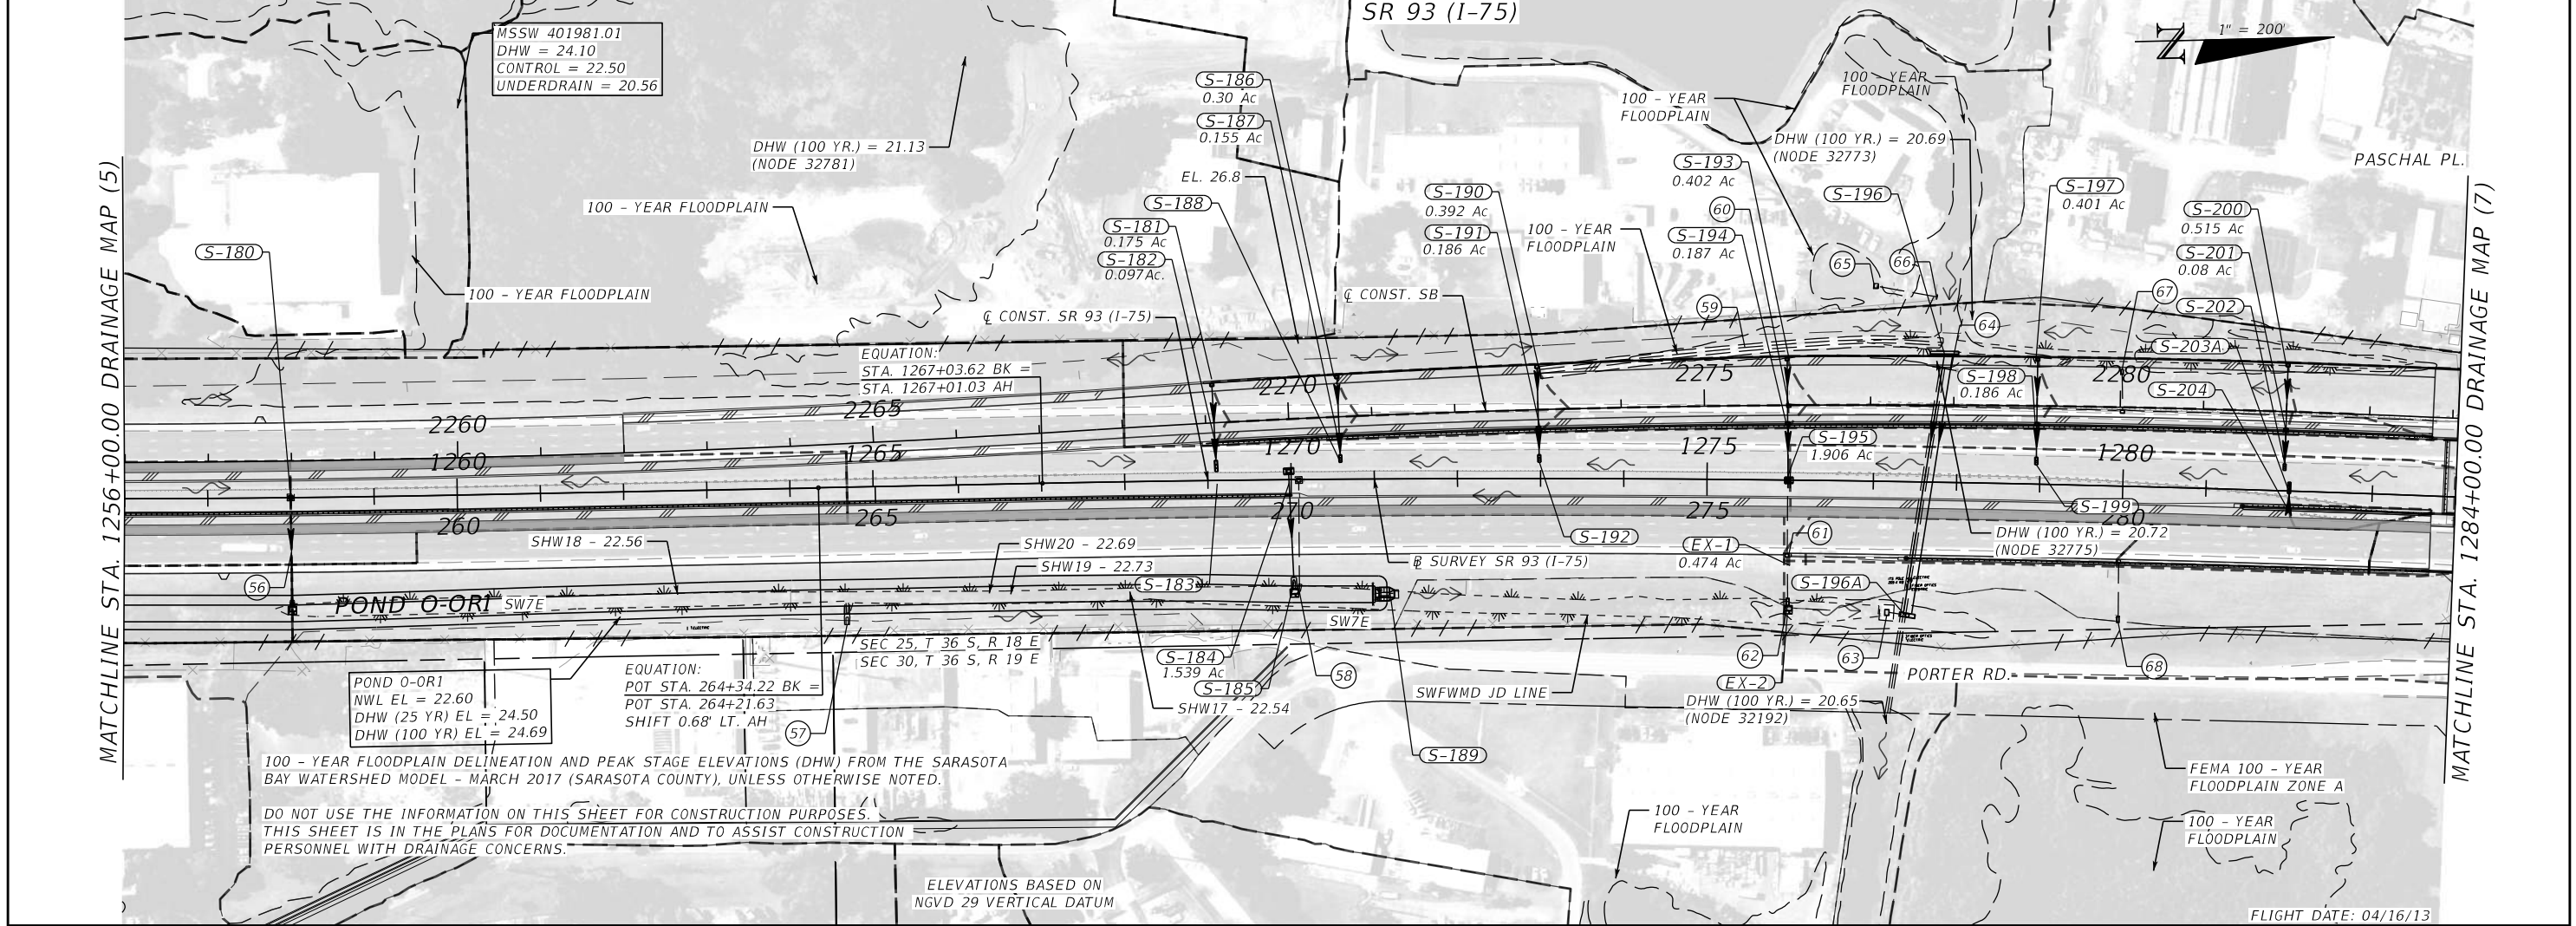 SR 93 (I-75)
N
1" = 200'
MSSW 401981.01
DHW = 24.10
CONTROL = 22.50
UNDERDRAIN = 20.56
DHW (100 YR.) = 21.13
(NODE 32781)
100 - YEAR FLOODPLAIN
S-180
100 - YEAR FLOODPLAIN
S-186
0.30 Ac
S-187
0.155 Ac
EL. 26.8
S-188
S-181
0.175 Ac
S-182
0.097Ac.
℄ CONST. SR 93 (I-75)
℄ CONST. SB
S-190
0.392 Ac
S-191
0.186 Ac
100 - YEAR
FLOODPLAIN
100 - YEAR
FLOODPLAIN
100 - YEAR
FLOODPLAIN
DHW (100 YR.) = 20.69
(NODE 32773)
S-193
0.402 Ac
60
S-194
0.187 Ac
S-196
65
66
59
64
S-197
0.401 Ac
PASCHAL PL.
S-200
0.515 Ac
S-201
0.08 Ac
67
S-202
S-203A
S-204
S-198
0.186 Ac
MATCHLINE STA. 1256+00.00 DRAINAGE MAP (5)
MATCHLINE STA. 1284+00.00 DRAINAGE MAP (7)
EQUATION:
STA. 1267+03.62 BK =
STA. 1267+01.03 AH
2260
2265
2270
2275
2280
1260
1265
1270
1275
1280
260
265
270
275
280
S-195
1.906 Ac
S-199
S-192
DHW (100 YR.) = 20.72
(NODE 32775)
EX-1
0.474 Ac
61
SHW18 - 22.56
SHW20 - 22.69
SHW19 - 22.73
S-183
B SURVEY SR 93 (I-75)
S-196A
56
POND O-OR1
SW7E
SW7E
SEC 25, T 36 S, R 18 E
SEC 30, T 36 S, R 19 E
POND O-OR1
NWL EL = 22.60
DHW (25 YR) EL = 24.50
DHW (100 YR) EL = 24.69
EQUATION:
POT STA. 264+34.22 BK =
POT STA. 264+21.63
SHIFT 0.68' LT. AH
57
S-184
1.539 Ac
S-185
58
SHW17 - 22.54
SWFWMD JD LINE
S-189
62
63
EX-2
PORTER RD.
68
DHW (100 YR.) = 20.65
(NODE 32192)
100 - YEAR FLOODPLAIN DELINEATION AND PEAK STAGE ELEVATIONS (DHW) FROM THE SARASOTA
BAY WATERSHED MODEL - MARCH 2017 (SARASOTA COUNTY), UNLESS OTHERWISE NOTED.
DO NOT USE THE INFORMATION ON THIS SHEET FOR CONSTRUCTION PURPOSES.
THIS SHEET IS IN THE PLANS FOR DOCUMENTATION AND TO ASSIST CONSTRUCTION
PERSONNEL WITH DRAINAGE CONCERNS.
ELEVATIONS BASED ON
NGVD 29 VERTICAL DATUM
100 - YEAR
FLOODPLAIN
FEMA 100 - YEAR
FLOODPLAIN ZONE A
100 - YEAR
FLOODPLAIN
FLIGHT DATE: 04/16/13